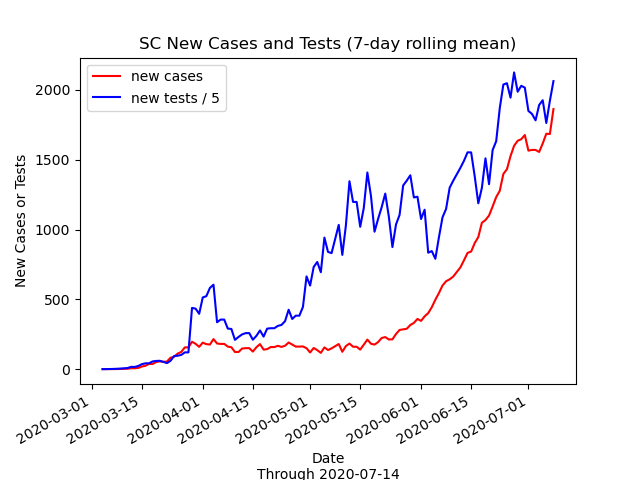 SC New Cases and Tests (7-day rolling mean)
new cases
new tests / 5
New Cases or Tests
2000
1500
1000
500
0
2020-03-01
2020-03-15
2020-04-01
2020-04-15
2020-05-01
2020-05-15
2020-06-01
2020-06-15
2020-07-01
Date
Through 2020-07-14